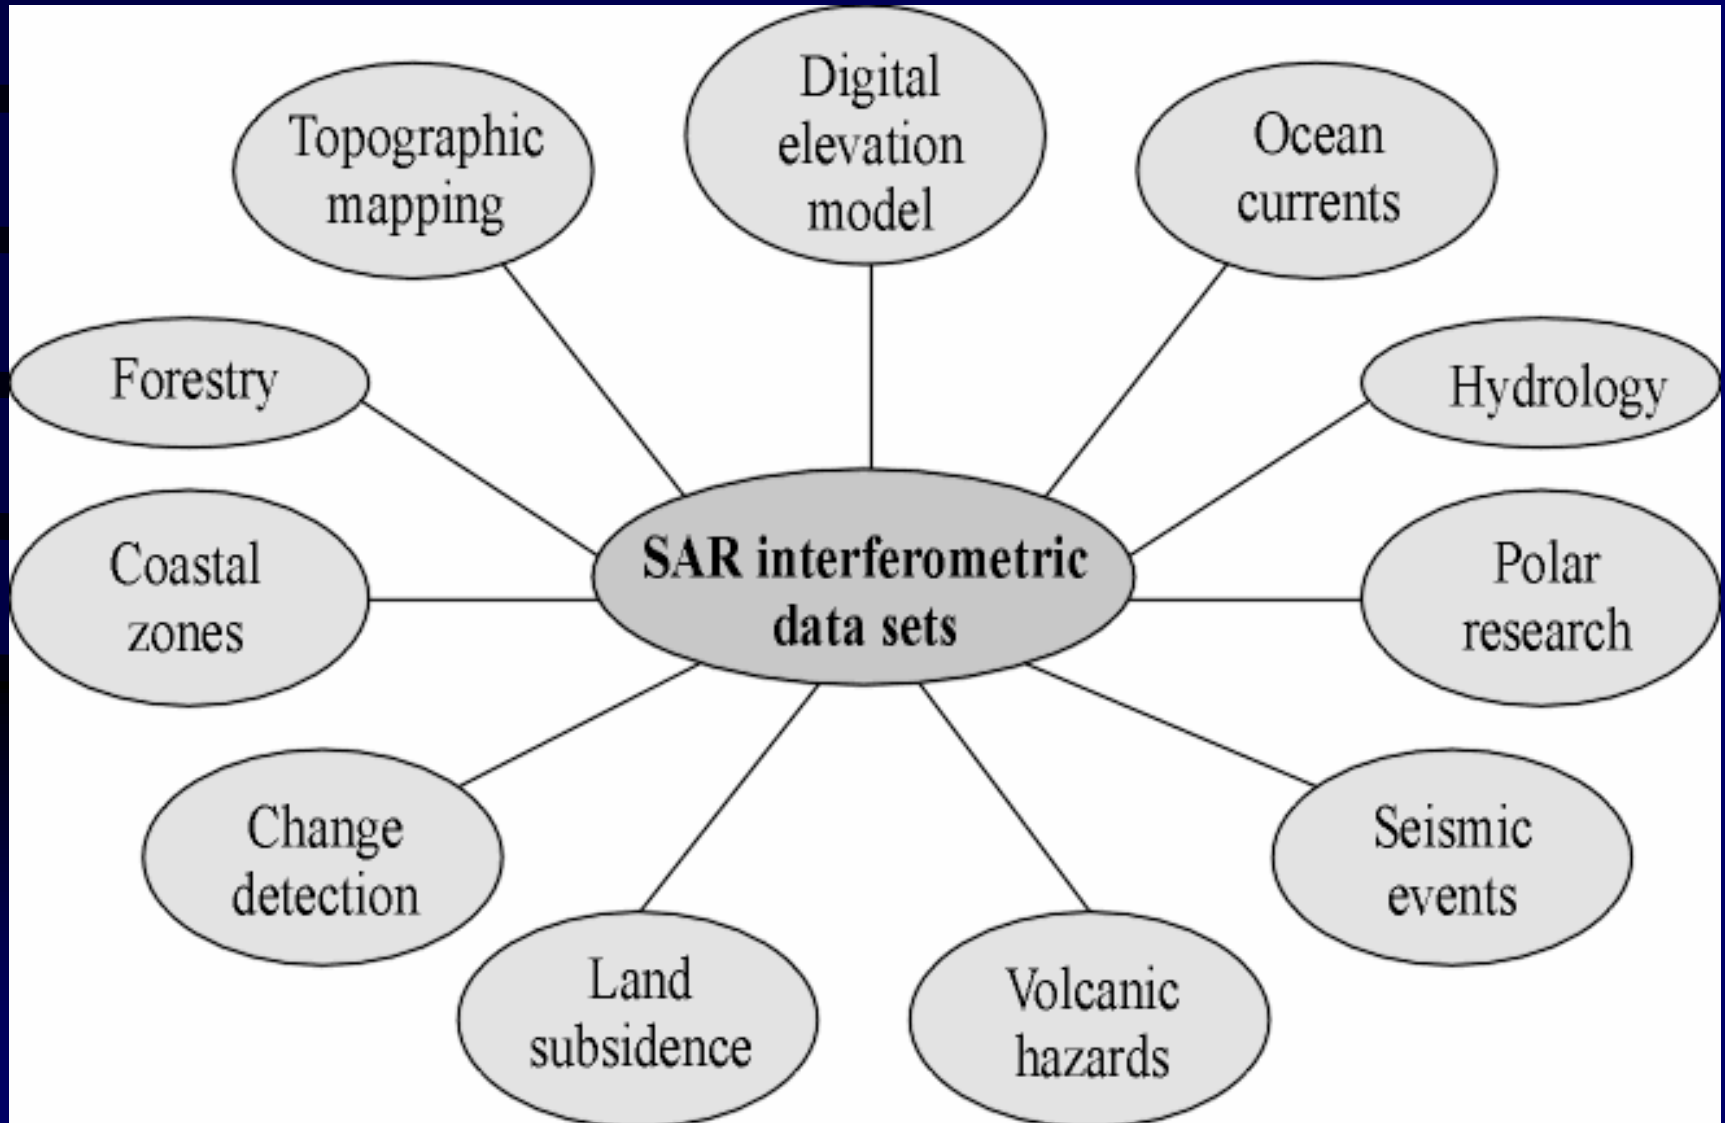 Digital
elevation
model
Topographic
mapping
Ocean
currents
Forestry
Hydrology
Coastal
zones
SAR interferometric
data sets
Polar
research
Change
detection
Seismic
events
Land
subsidence
Volcanic
hazards